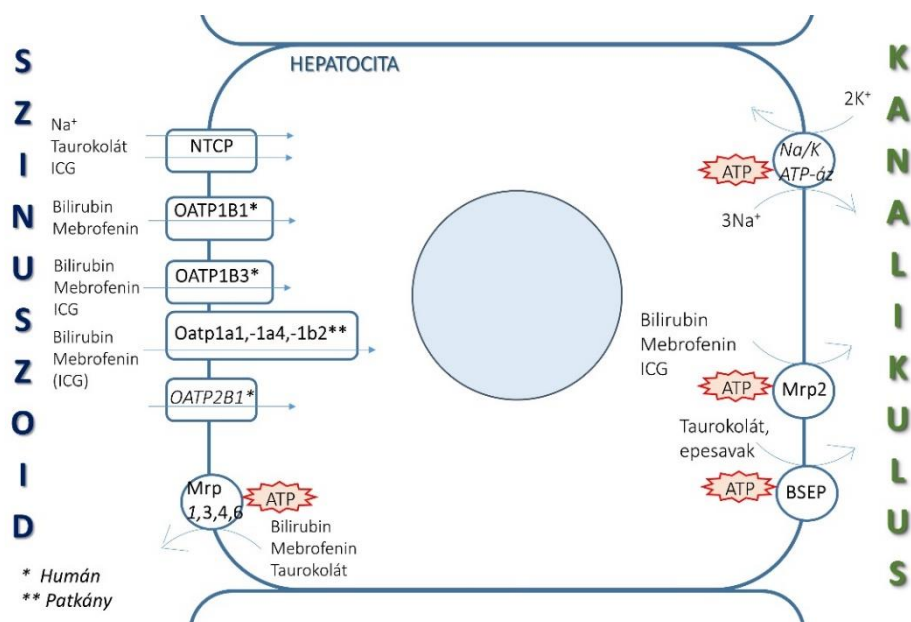 SZINUSZOID
HEPATOCITA
KANALIKULUS
Na⁺
Taurokolát
ICG
NTCP
Bilirubin
Mebrofenin
OATP1B1*
Bilirubin
Mebrofenin
ICG
OATP1B3*
Bilirubin
Mebrofenin
(ICG)
Oatp1a1,-1a4,-1b2**
OATP2B1*
Mrp
1,3,4,6
ATP
Bilirubin
Mebrofenin
Taurokolát
2K⁺
Na/K
ATP-áz
ATP
3Na⁺
Bilirubin
Mebrofenin
ICG
ATP
Mrp2
Taurokolát,
epesavak
ATP
BSEP
* Humán
** Patkány